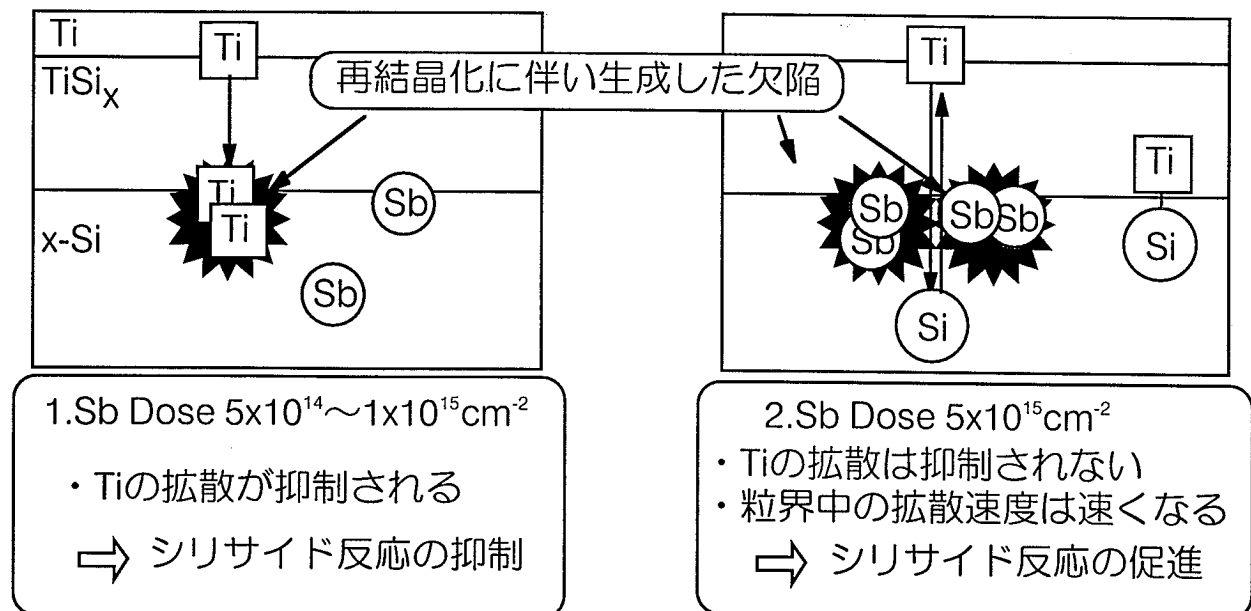 Ti
Ti
TiSiₓ
再結晶化に伴い生成した欠陥
Ti
Ti
Sb
x-Si
Sb
Ti
Ti
Sb
Sb
Sb
Sb
Si
Si
1.Sb Dose 5x10¹⁴～1x10¹⁵cm⁻²
・Tiの拡散が抑制される
⇨ シリサイド反応の抑制
2.Sb Dose 5x10¹⁵cm⁻²
・Tiの拡散は抑制されない
・粒界中の拡散速度は速くなる
⇨ シリサイド反応の促進